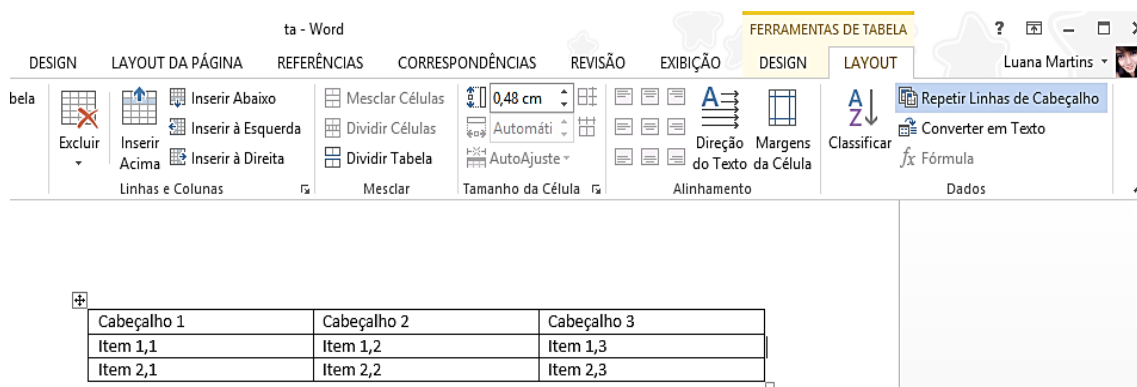 ta - Word
FERRAMENTAS DE TABELA
?
DESIGN LAYOUT DA PÁGINA REFERÊNCIAS CORRESPONDÊNCIAS REVISÃO EXIBIÇÃO DESIGN LAYOUT Luana Martins
bela
Excluir
Inserir Acima
Inserir Abaixo
Inserir à Esquerda
Inserir à Direita
Linhas e Colunas
Mesclar Células
Dividir Células
Dividir Tabela
Mesclar
0,48 cm
Automáti
AutoAjuste
Tamanho da Célula
Direção do Texto
Margens da Célula
Alinhamento
A
Z
Classificar
Repetir Linhas de Cabeçalho
Converter em Texto
fx Fórmula
Dados
Cabeçalho 1 Cabeçalho 2 Cabeçalho 3
Item 1,1 Item 1,2 Item 1,3
Item 2,1 Item 2,2 Item 2,3